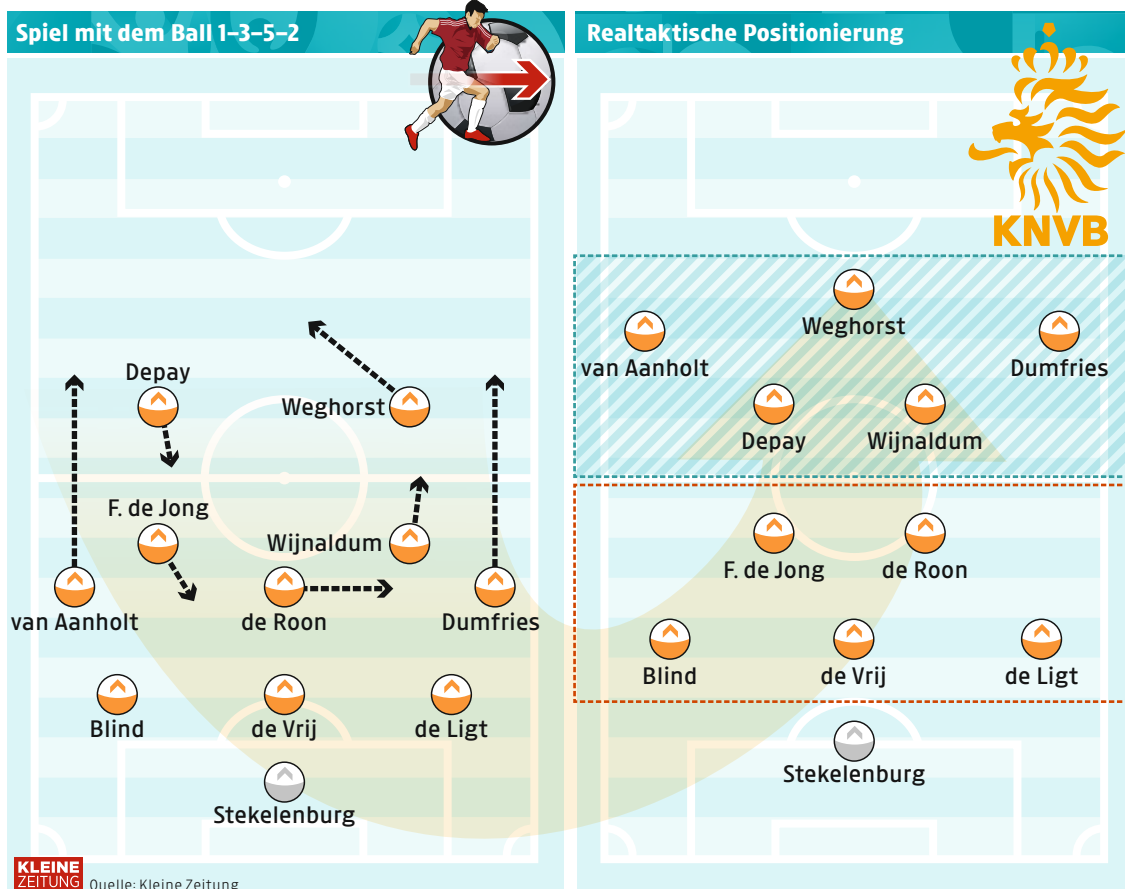 Spiel mit dem Ball 1–3–5–2
Depay
Weghorst
F. de Jong
Wijnaldum
van Aanholt
de Roon
Dumfries
Blind
de Vrij
de Ligt
Stekelenburg
KLEINE
ZEITUNG
Quelle: Kleine Zeitung
Realtaktische Positionierung
KNVB
Weghorst
van Aanholt
Dumfries
Depay
Wijnaldum
F. de Jong
de Roon
Blind
de Vrij
de Ligt
Stekelenburg